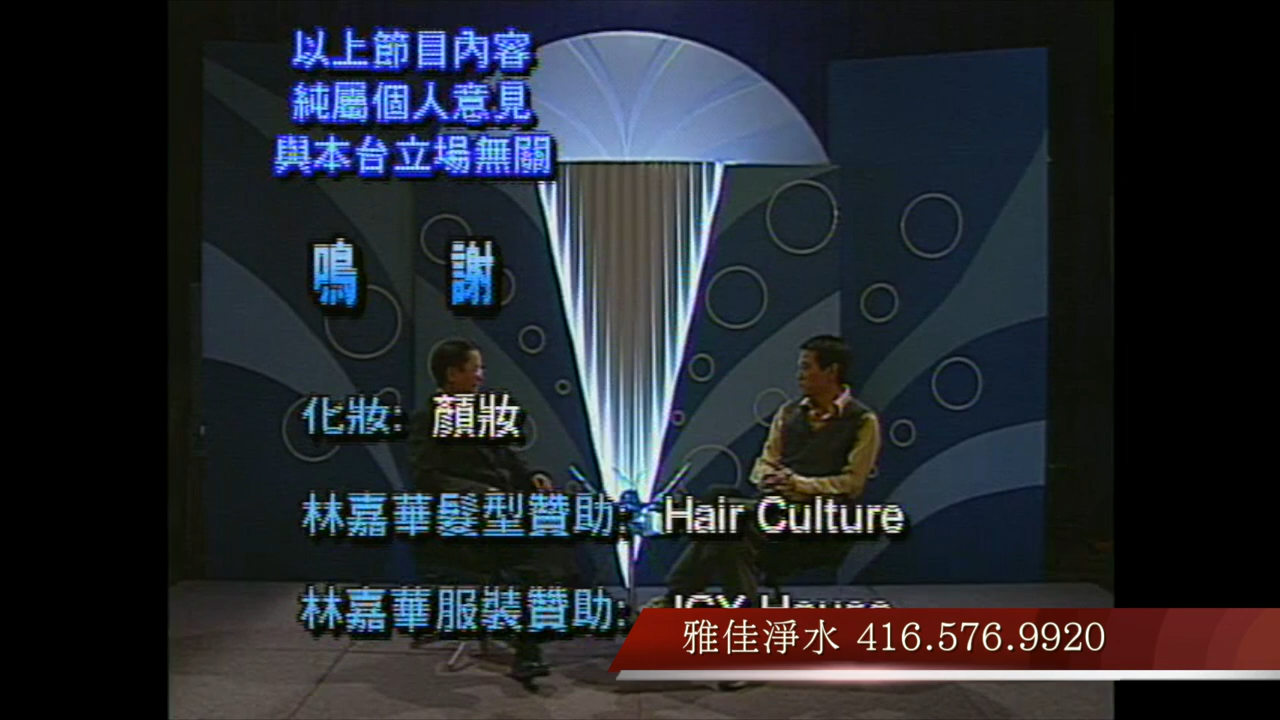 以上節目內容
純屬個人意見
與本台立場無關
鳴 謝
化妝: 顏妝
林嘉華髮型贊助: Hair Culture
林嘉華服裝贊助:
雅佳淨水 416.576.9920